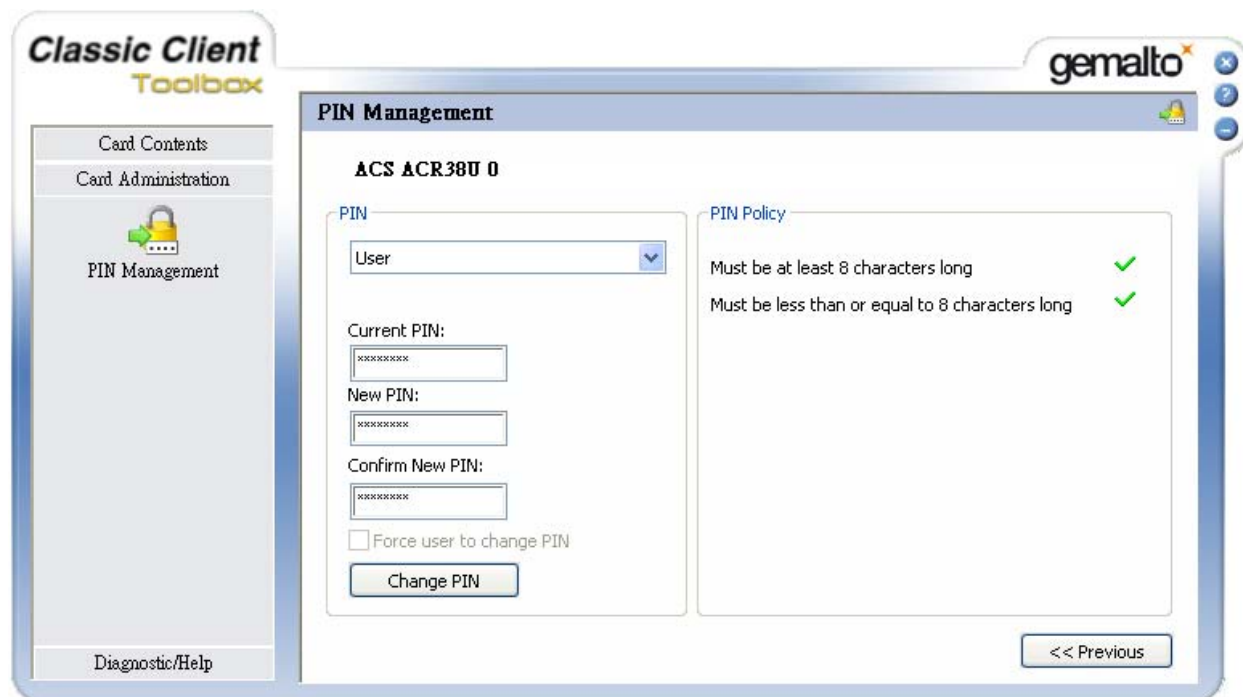 Classic Client
Toolbox
gemalto
Card Contents
Card Administration
PIN Management
Diagnostic/Help
PIN Management
ACS ACR38U 0
PIN
User
Current PIN:
********
New PIN:
********
Confirm New PIN:
********
Force user to change PIN
Change PIN
PIN Policy
Must be at least 8 characters long
Must be less than or equal to 8 characters long
<< Previous